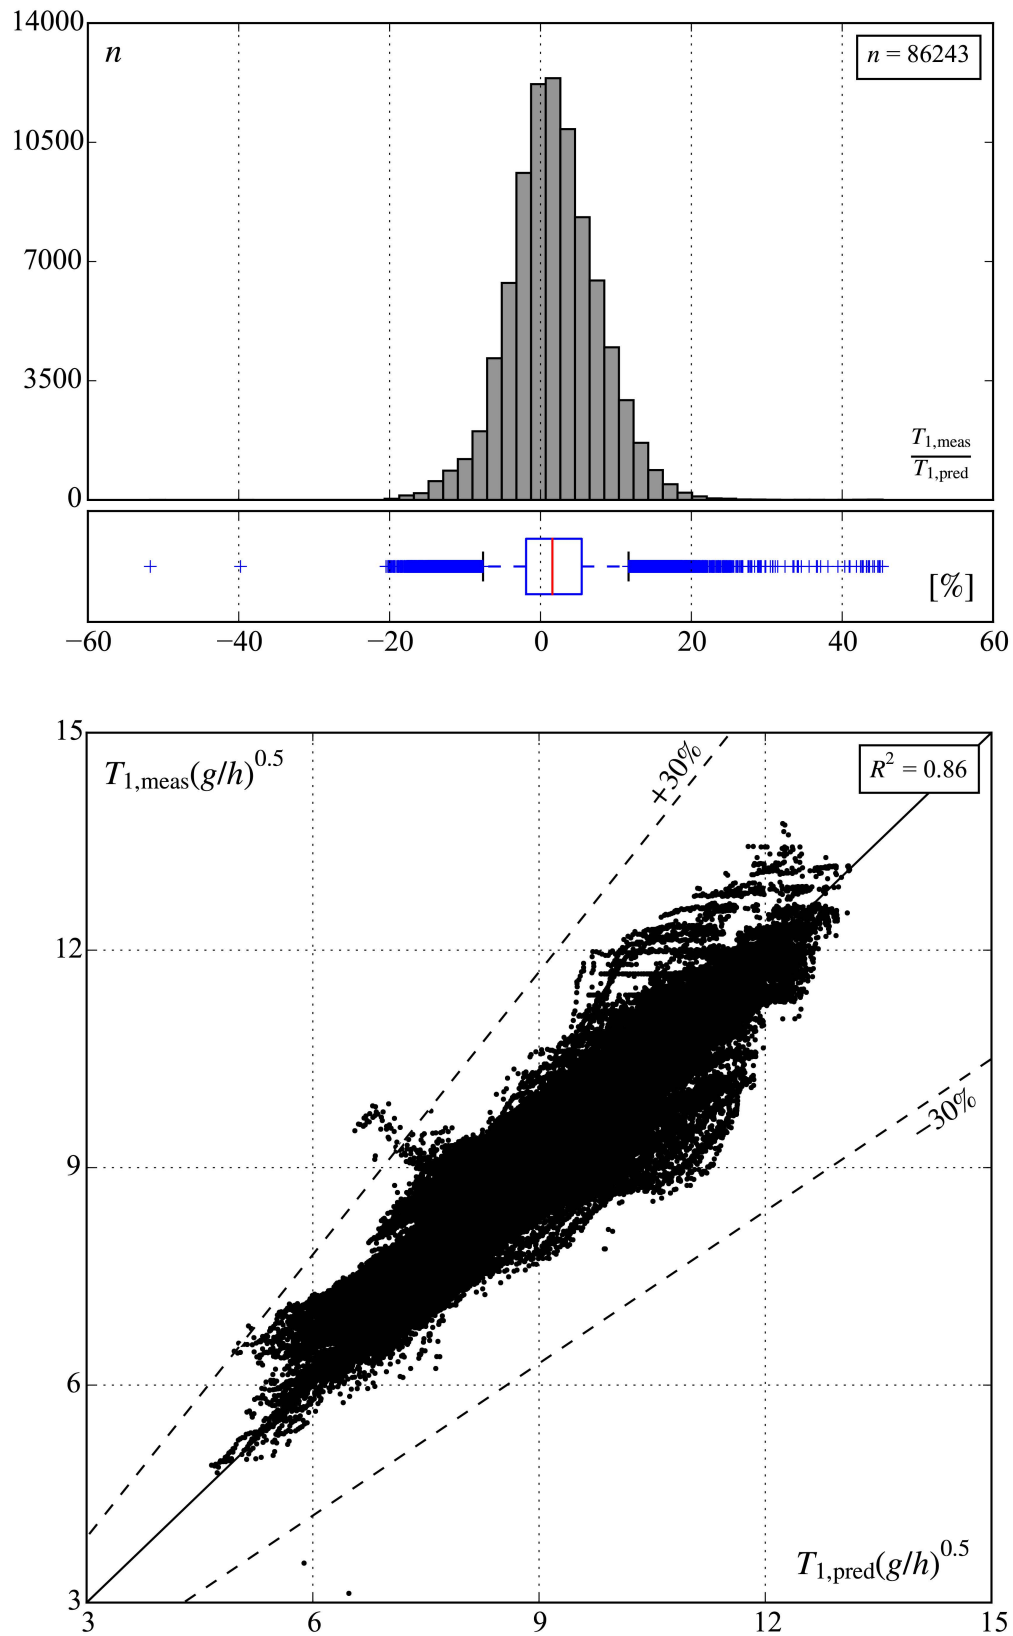 14000
n
n = 86243
10500
7000
3500
T1,meas
T1,pred
0
[%]
−60 −40 −20 0 20 40 60
15
T1,meas(g/h)^0.5
+30%
R^2 = 0.86
12
−30%
9
6
T1,pred(g/h)^0.5
3
3 6 9 12 15